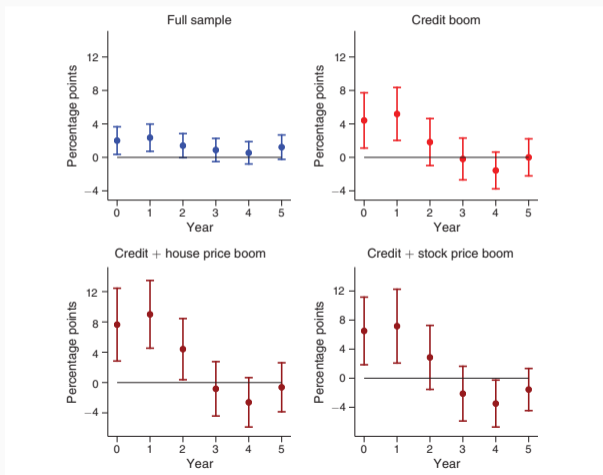 Full sample
Percentage points
12
8
4
0
−4
0 1 2 3 4 5
Year
Credit boom
Percentage points
12
8
4
0
−4
0 1 2 3 4 5
Year
Credit + house price boom
Percentage points
12
8
4
0
−4
0 1 2 3 4 5
Year
Credit + stock price boom
Percentage points
12
8
4
0
−4
0 1 2 3 4 5
Year